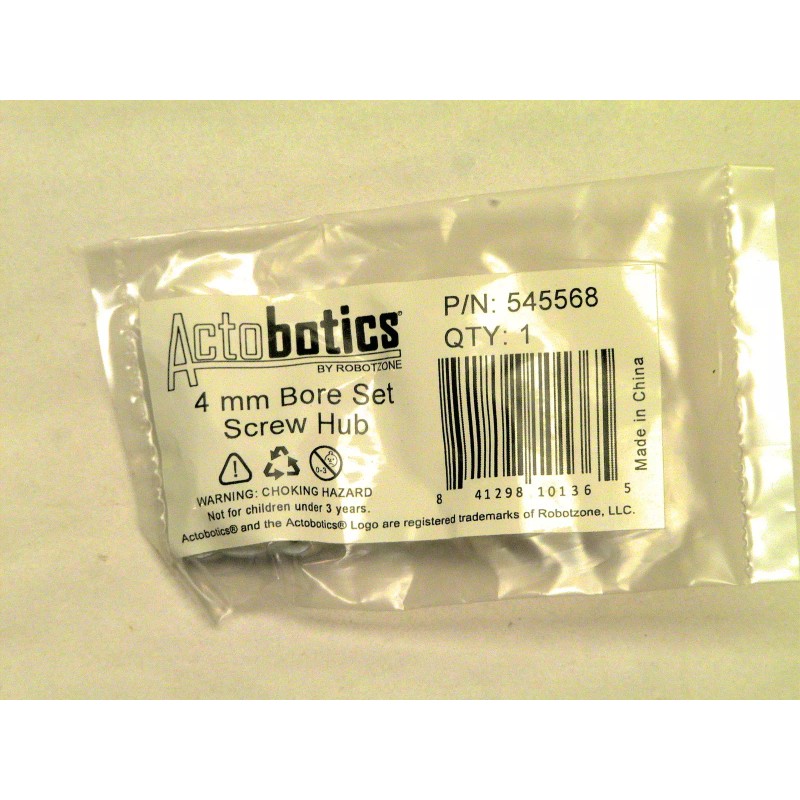 Actobotics®
BY ROBOTZONE
4 mm Bore Set
Screw Hub
0-3
WARNING: CHOKING HAZARD
Not for children under 3 years.
P/N: 545568
QTY: 1
8 41298 10136 5
Made in China
Actobotics® and the Actobotics® Logo are registered trademarks of Robotzone, LLC.